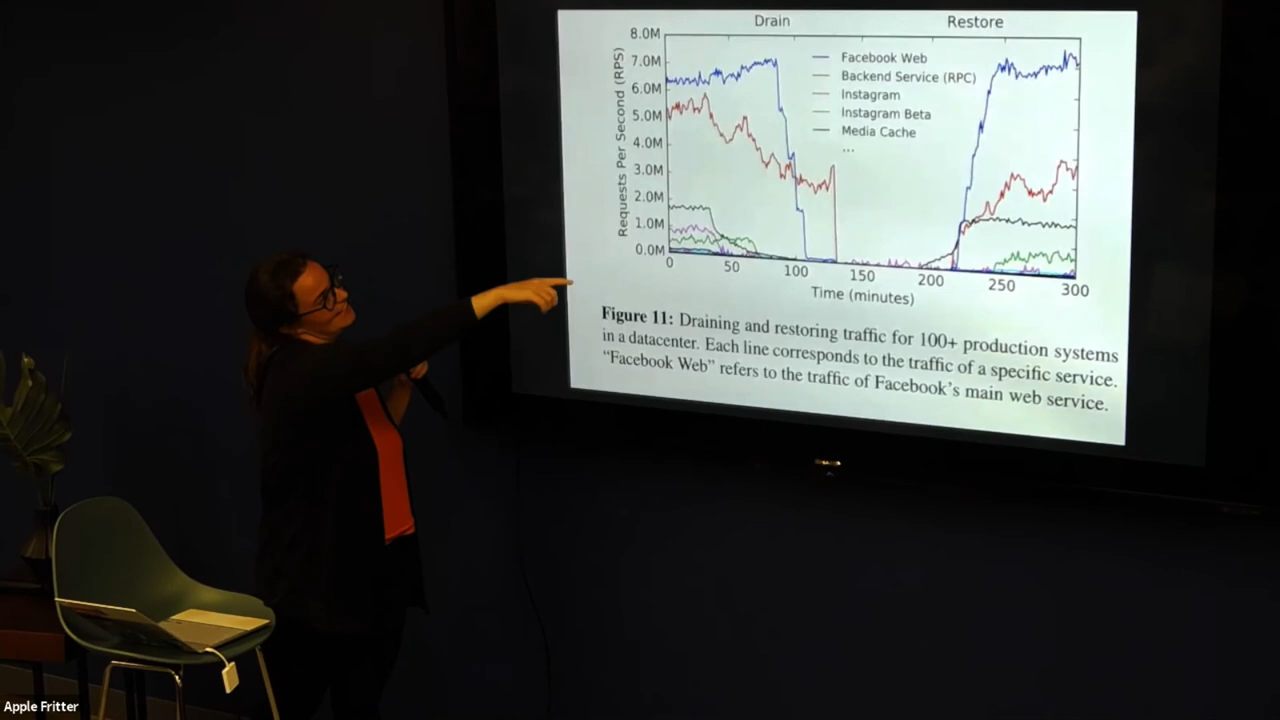 Drain Restore
8.0M
7.0M
6.0M
5.0M
4.0M
3.0M
2.0M
1.0M
0.0M
Requests Per Second (RPS)
Facebook Web
Backend Service (RPC)
Instagram
Instagram Beta
Media Cache
...
0 50 100 150 200 250 300
Time (minutes)
Figure 11: Draining and restoring traffic for 100+ production systems
in a datacenter. Each line corresponds to the traffic of a specific service.
“Facebook Web” refers to the traffic of Facebook’s main web service.
Apple Fritter